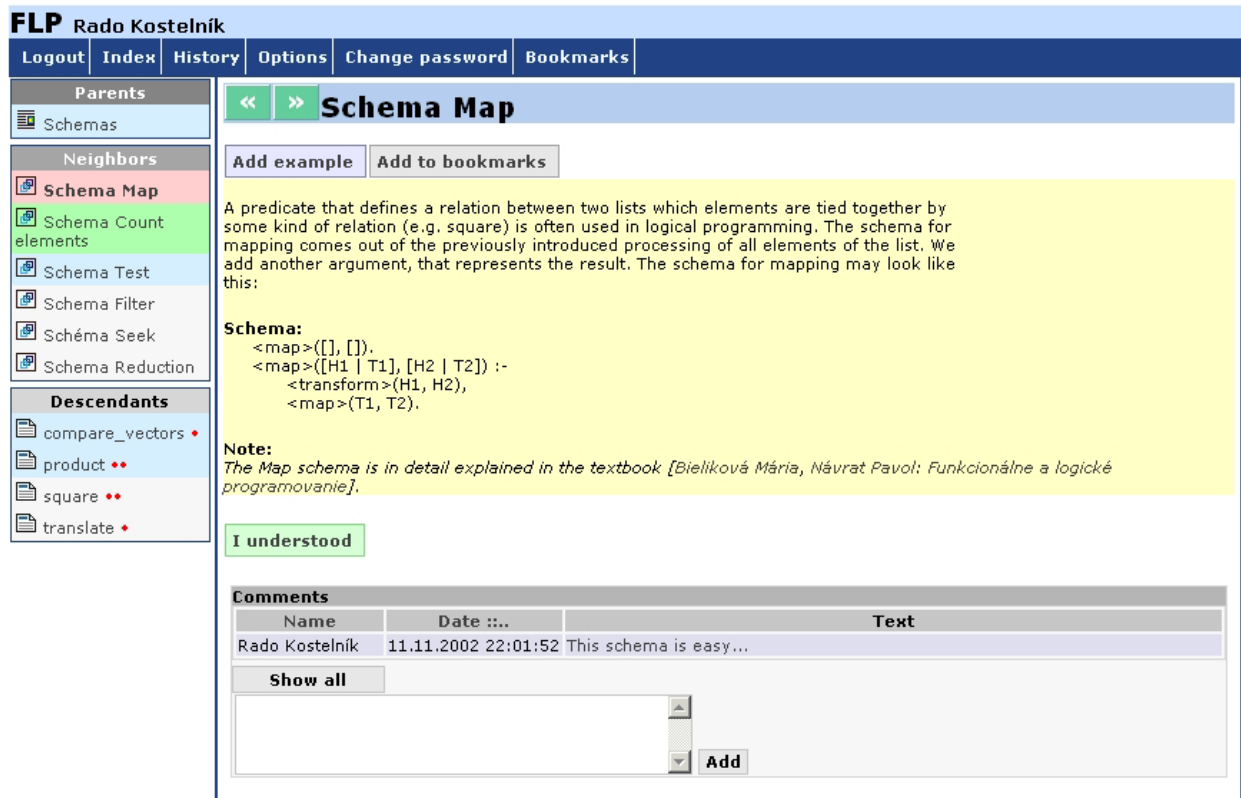 FLP Rado Kostelník
Logout Index History Options Change password Bookmarks
Parents
Schemas
Neighbors
Schema Map
Schema Count
elements
Schema Test
Schema Filter
Schéma Seek
Schema Reduction
Descendants
compare_vectors
product
square
translate
« » Schema Map
Add example Add to bookmarks
A predicate that defines a relation between two lists which elements are tied together by
some kind of relation (e.g. square) is often used in logical programming. The schema for
mapping comes out of the previously introduced processing of all elements of the list. We
add another argument, that represents the result. The schema for mapping may look like
this:
Schema:
<map>([], []).
<map>([H1 | T1], [H2 | T2]) :-
<transform>(H1, H2),
<map>(T1, T2).
Note:
The Map schema is in detail explained in the textbook [Bieliková Mária, Návrat Pavol: Funkcionálne a logické
programovanie].
I understood
Comments
Name Date ::.. Text
Rado Kostelník 11.11.2002 22:01:52 This schema is easy...
Show all
Add